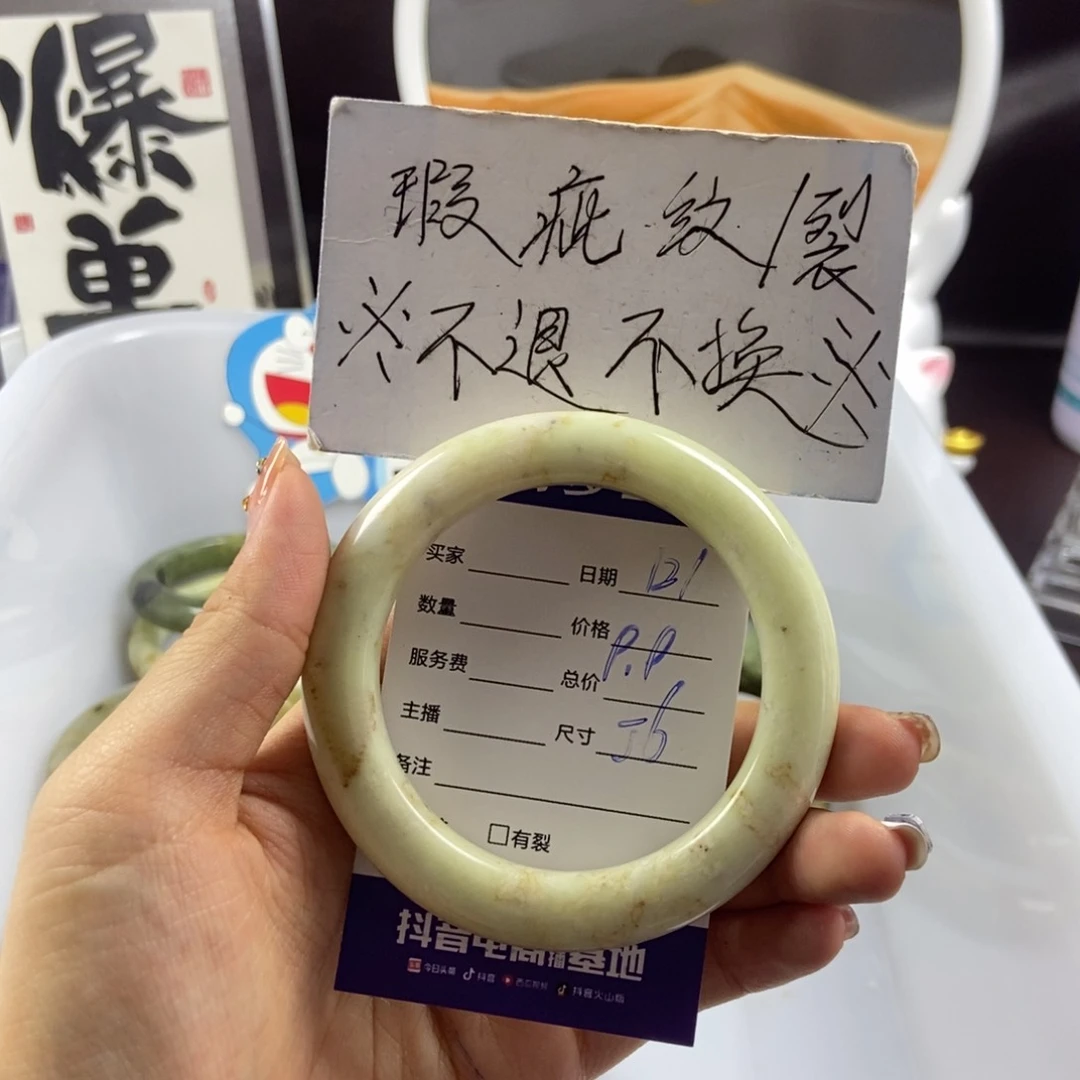 爆单
瑕疵纹裂
不退不换
买家
日期 121
数量
价格 P.P
服务费
总价
主播
尺寸 56
备注
□有裂
抖音电商直播基地
今日头条 抖音 西瓜视频 抖音火山版